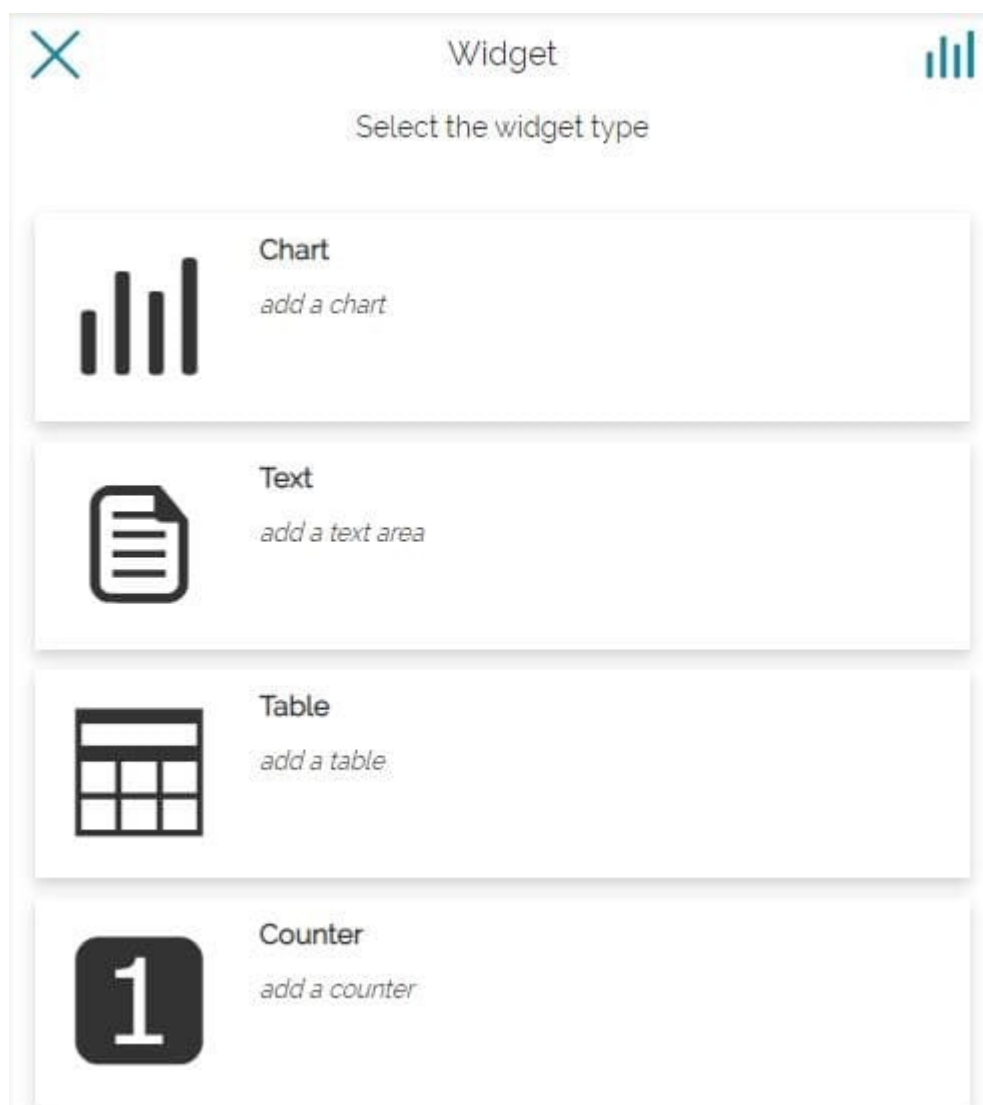 Widget
Select the widget type
Chart
add a chart
Text
add a text area
Table
add a table
1
Counter
add a counter